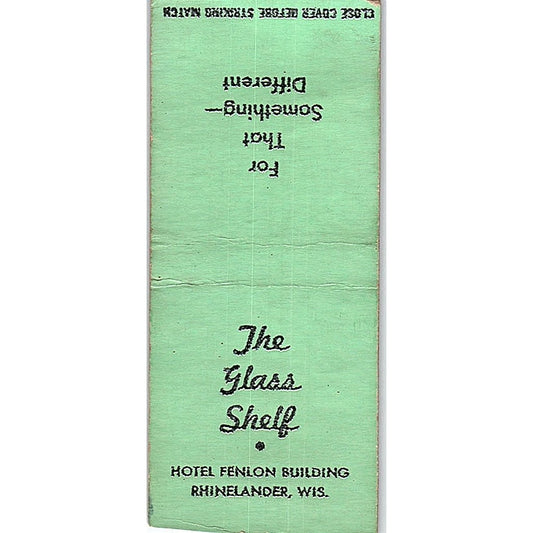 CLOSE COVER BEFORE STRIKING MATCH
For
That
Something—
Different
The
Glass
Shelf
•
HOTEL FENLON BUILDING
RHINELANDER, WIS.